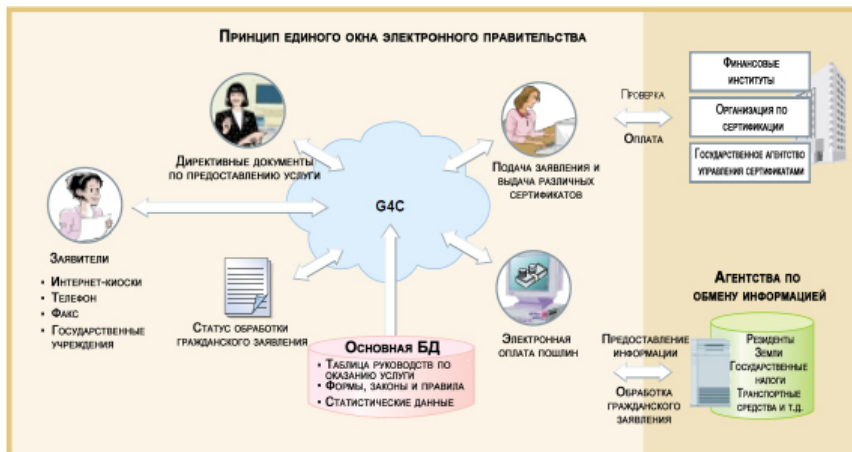 Принцип единого окна электронного правительства
Директивные документы
по предоставлению услуги
G4C
Подача заявления и
выдача различных
сертификатов
Проверка
Оплата
Финансовые
институты
Организация по
сертификации
Государственное агентство
управления сертификатами
Заявители
• Интернет-киоски
• Телефон
• Факс
• Государственные
учреждения
Статус обработки
гражданского заявления
Основная БД
• Таблица руководств по
оказанию услуги
• Формы, законы и правила
• Статистические данные
Электронная
оплата пошлин
Предоставление
информации
Обработка
гражданского
заявления
Агентства по
обмену информацией
Резиденты
Земли
Государственные
налоги
Транспортные
средства и т.д.